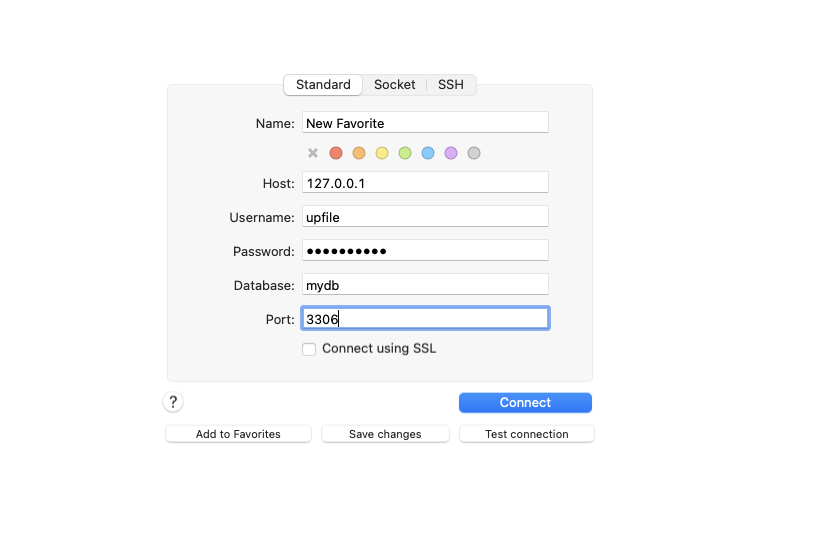 Standard Socket SSH
Name: New Favorite
Host: 127.0.0.1
Username: upfile
Password: ••••••••••
Database: mydb
Port: 3306
Connect using SSL
? Connect
Add to Favorites Save changes Test connection